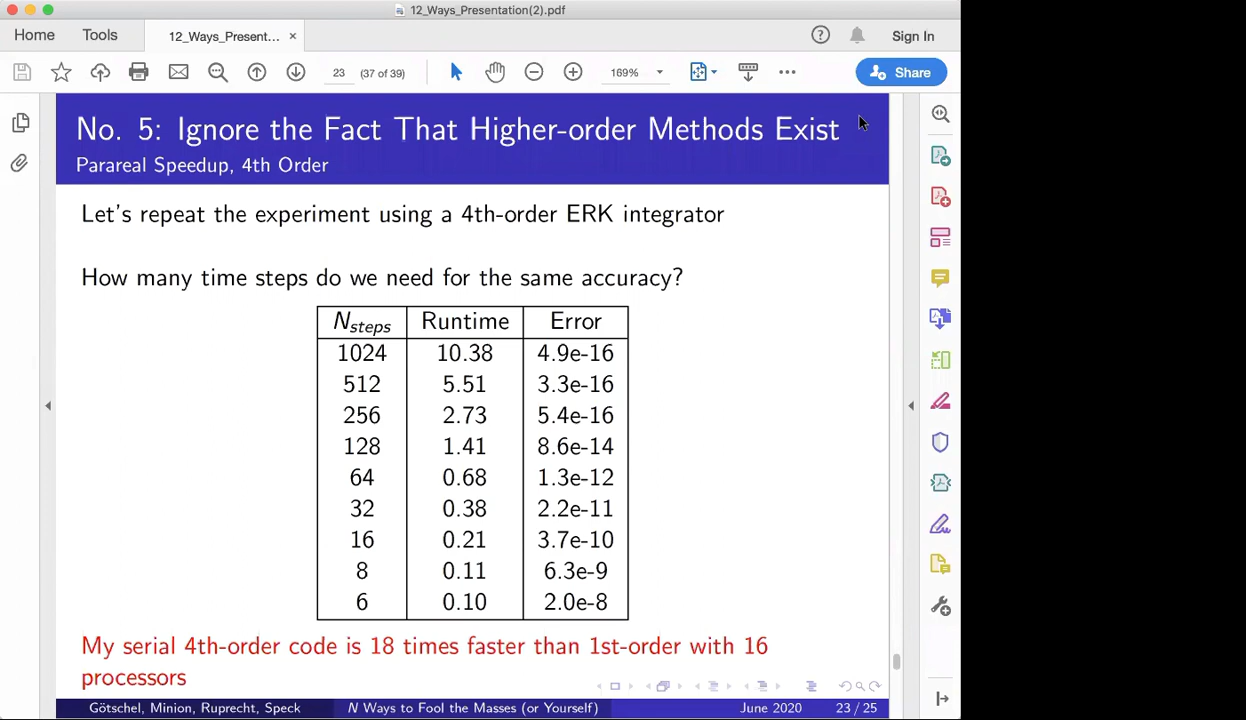 12_Ways_Presentation(2).pdf
Home Tools 12_Ways_Present... × Sign In
23 (37 of 39) 169% Share
No. 5: Ignore the Fact That Higher-order Methods Exist
Parareal Speedup, 4th Order
Let's repeat the experiment using a 4th-order ERK integrator
How many time steps do we need for the same accuracy?
Nsteps Runtime Error
1024 10.38 4.9e-16
512 5.51 3.3e-16
256 2.73 5.4e-16
128 1.41 8.6e-14
64 0.68 1.3e-12
32 0.38 2.2e-11
16 0.21 3.7e-10
8 0.11 6.3e-9
6 0.10 2.0e-8
My serial 4th-order code is 18 times faster than 1st-order with 16
processors
Götschel, Minion, Ruprecht, Speck N Ways to Fool the Masses (or Yourself) June 2020 23 / 25